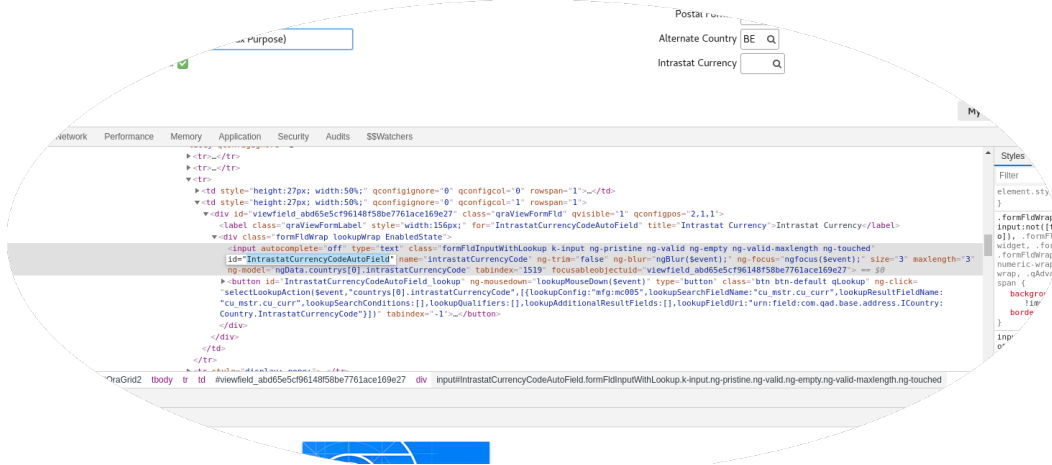 Postal Form
x Purpose)
Alternate Country BE
Intrastat Currency
My
Network Performance Memory Application Security Audits $$Watchers
<tr>…</tr>
<tr>…</tr>
<tr>
<td style="height:27px; width:50%;" qconfigignore="0" qconfigcol="0" rowspan="1">…</td>
<td style="height:27px; width:50%;" qconfigignore="0" qconfigcol="1" rowspan="1">
<div id="viewfield_abd65e5cf96148f58be7761ace169e27" class="qraViewFormFld" qvisible="1" qconfigpos="2,1,1">
<label class="qraViewFormLabel" style="width:156px;" for="IntrastatCurrencyCodeAutoField" title="Intrastat Currency">Intrastat Currency</label>
<div class="formFldWrap lookupWrap EnabledState">
<input autocomplete="off" type="text" class="formFldInputWithLookup k-input ng-pristine ng-valid ng-empty ng-valid-maxlength ng-touched"
id="IntrastatCurrencyCodeAutoField" name="intrastatCurrencyCode" ng-trim="false" ng-blur="ngBlur($event);" ng-focus="ngfocus($event);" size="3" maxlength="3"
ng-model="ngData.countrys[0].intrastatCurrencyCode" tabindex="1519" focusableobjectuid="viewfield_abd65e5cf96148f58be7761ace169e27"> == $0
<button id="IntrastatCurrencyCodeAutoField_lookup" ng-mousedown="lookupMouseDown($event)" type="button" class="btn btn-default qLookup" ng-click=
"selectLookupAction($event,"countrys[0].intrastatCurrencyCode",[{lookupConfig:"mfg:mc005",lookupSearchFieldName:"cu_mstr.cu_curr",lookupResultFieldName:
"cu_mstr.cu_curr",lookupSearchConditions:[],lookupQualifiers:[],lookupAdditionalResultFields:[],lookupFieldUri:"urn:field:com.qad.base.address.ICountry:
Country.IntrastatCurrencyCode"}])" tabindex="-1">…</button>
</div>
</div>
</td>
</tr>
<tr style="display: none;">…</tr>
Styles
Filter
element.sty
}
.formFldWrap
input:not([t
o]), .formF
widget, .for
.formFldWra
numeric-wrap
wrap, .qAdv
span {
backgrou
!im
borde
}
inpu
QraGrid2 tbody tr td #viewfield_abd65e5cf96148f58be7761ace169e27 div input#IntrastatCurrencyCodeAutoField.formFldInputWithLookup.k-input.ng-pristine.ng-valid.ng-empty.ng-valid-maxlength.ng-touched